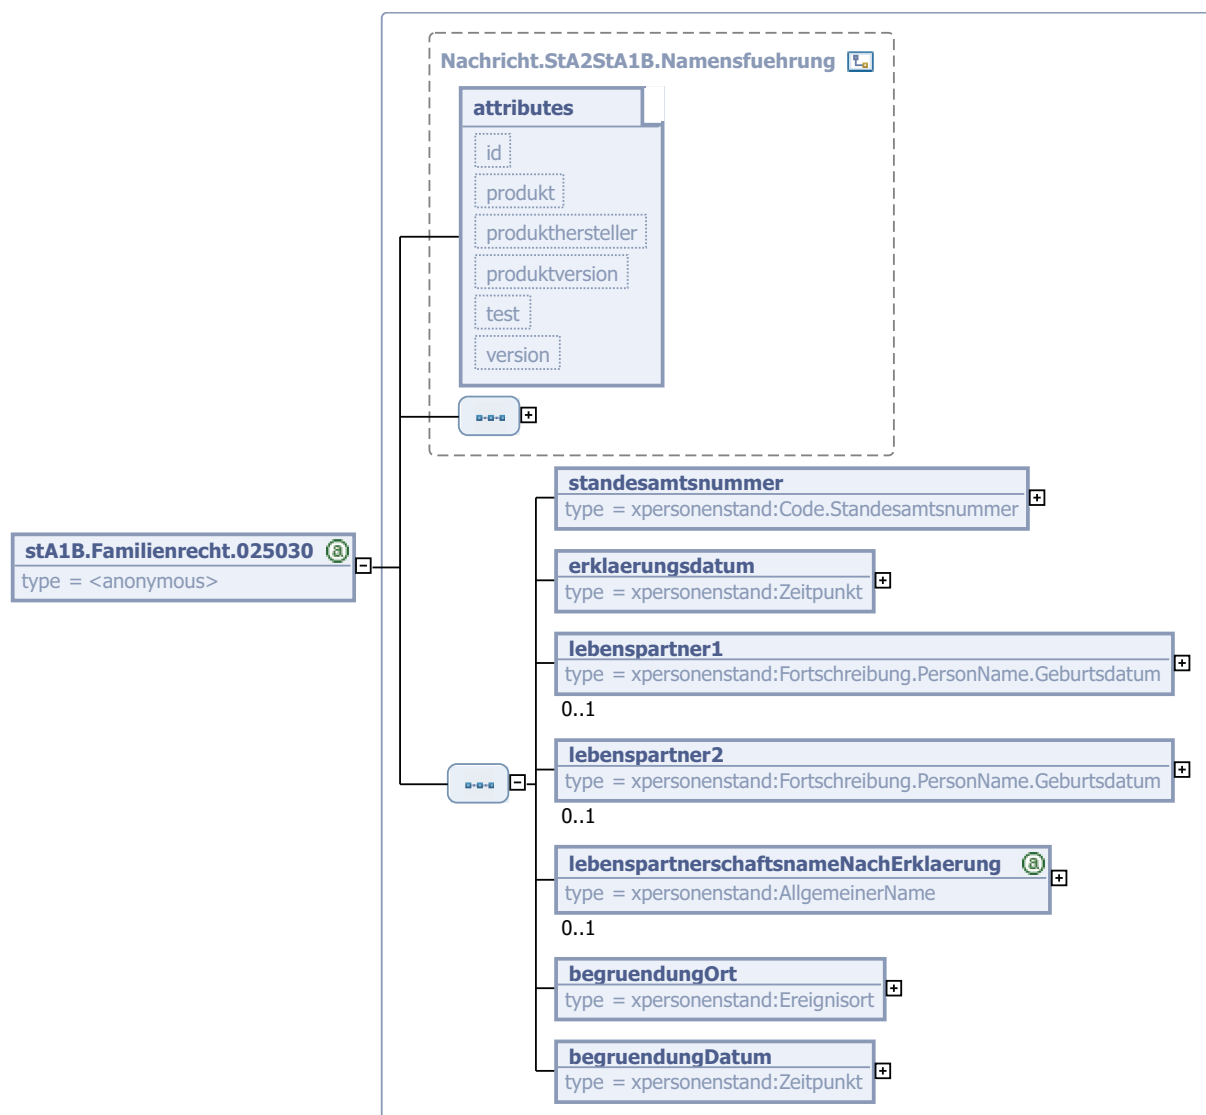 Nachricht.StA2StA1B.Namensfuehrung
attributes
id
produkt
produkthersteller
produktversion
test
version
standesamtsnummer
type = xpersonenstand:Code.Standesamtsnummer
stA1B.Familienrecht.025030 @
type = <anonymous>
erklaerungsdatum
type = xpersonenstand:Zeitpunkt
lebenspartner1
type = xpersonenstand:Fortschreibung.PersonName.Geburtsdatum
0..1
lebenspartner2
type = xpersonenstand:Fortschreibung.PersonName.Geburtsdatum
0..1
lebenspartnerschaftsnameNachErklaerung @
type = xpersonenstand:AllgemeinerName
0..1
begruendungOrt
type = xpersonenstand:Ereignisort
begruendungDatum
type = xpersonenstand:Zeitpunkt